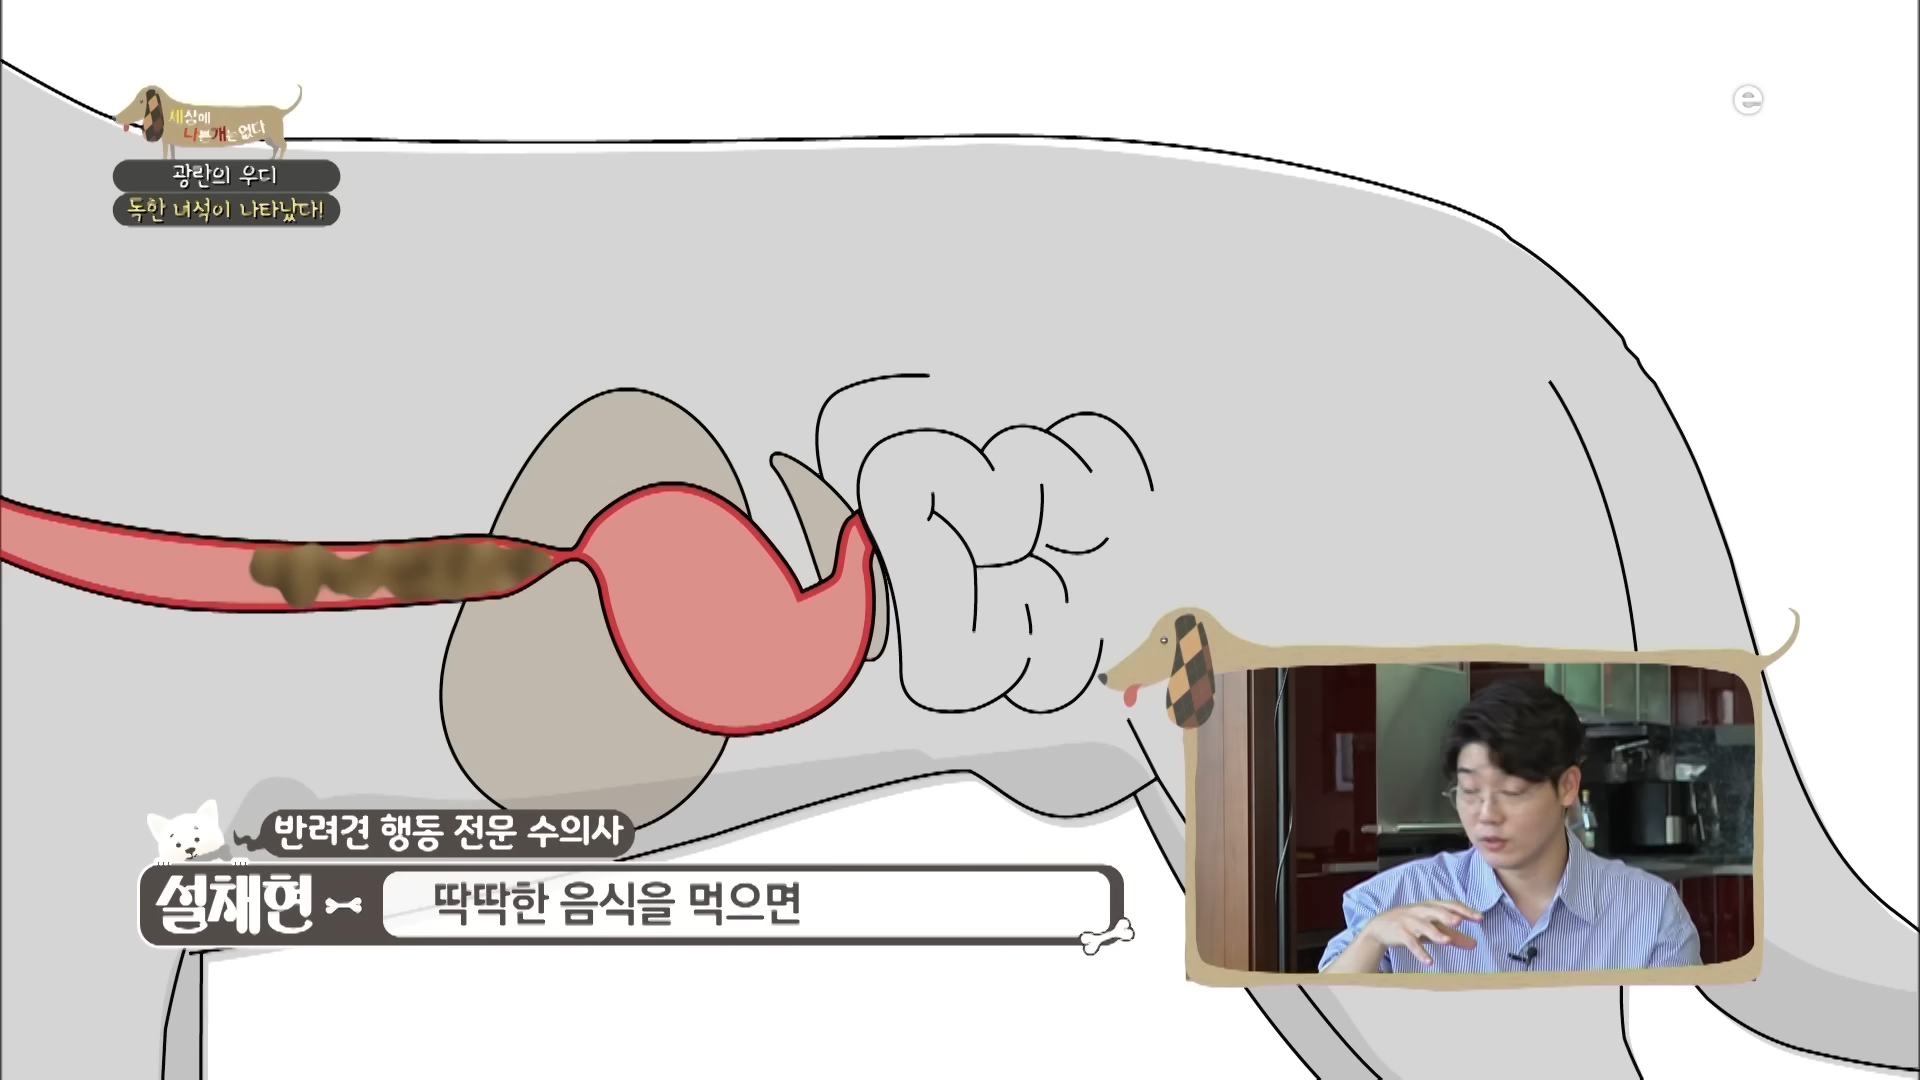 세상에
나쁜개는 없다
광란의 우디
독한 녀석이 나타났다!
e
반려견 행동 전문 수의사
설채현
딱딱한 음식을 먹으면